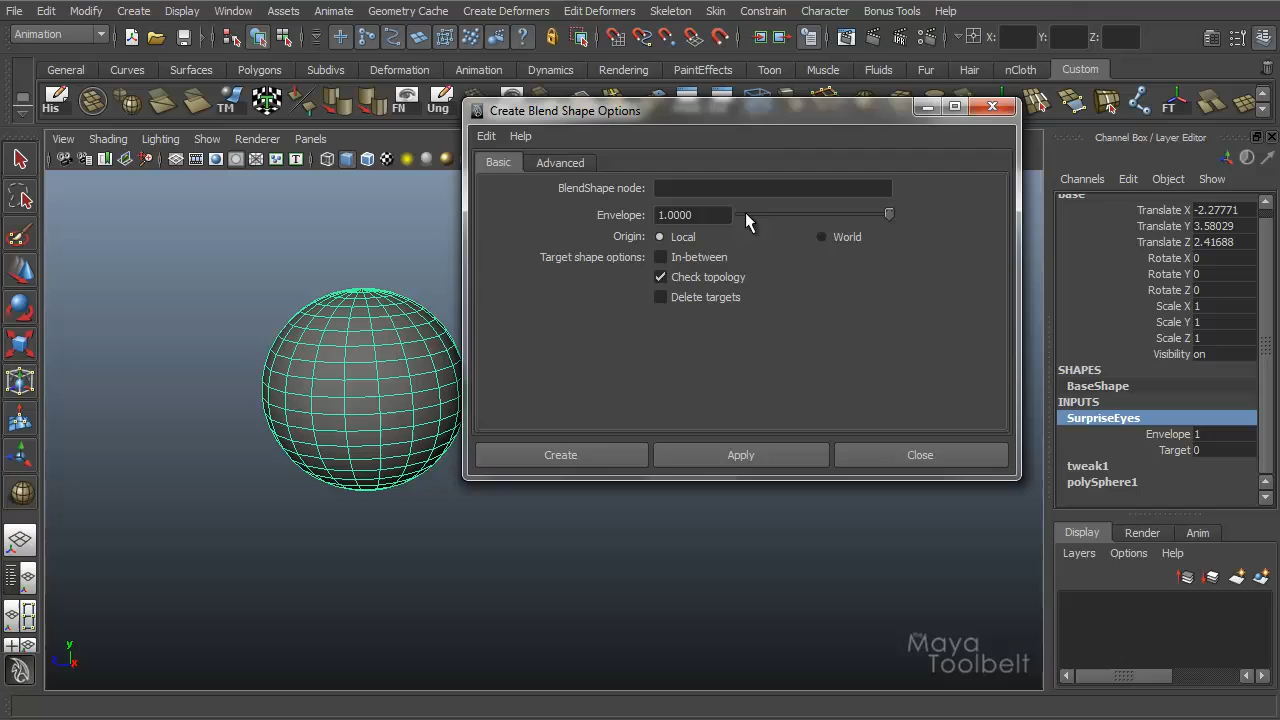 File Edit Modify Create Display Window Assets Animate Geometry Cache Create Deformers Edit Deformers Skeleton Skin Constrain Character Bonus Tools Help
Animation X: Y: Z:
General Curves Surfaces Polygons Subdivs Deformation Animation Dynamics Rendering PaintEffects Toon Muscle Fluids Fur Hair nCloth Custom
His TM FN Ung FT
Create Blend Shape Options
Edit Help
Basic Advanced
BlendShape node:
Envelope: 1.0000
Origin: Local World
Target shape options: In-between
Check topology
Delete targets
Create Apply Close
View Shading Lighting Show Renderer Panels
Channel Box / Layer Editor
Channels Edit Object Show
Base
Translate X -2.27771
Translate Y 3.58029
Translate Z 2.41688
Rotate X 0
Rotate Y 0
Rotate Z 0
Scale X 1
Scale Y 1
Scale Z 1
Visibility on
SHAPES
BaseShape
INPUTS
SurpriseEyes
Envelope 1
Target 0
tweak1
polySphere1
Display Render Anim
Layers Options Help
y
z x
Maya
Toolbelt